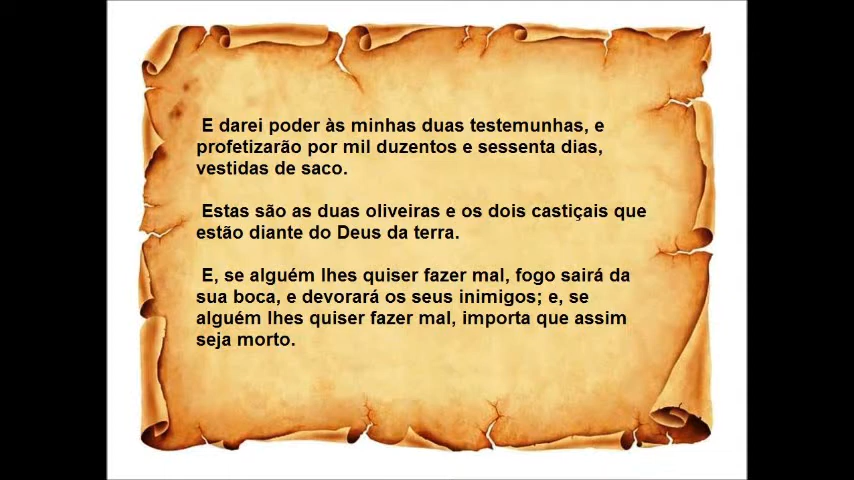 E darei poder às minhas duas testemunhas, e
profetizarão por mil duzentos e sessenta dias,
vestidas de saco.
Estas são as duas oliveiras e os dois castiçais que
estão diante do Deus da terra.
E, se alguém lhes quiser fazer mal, fogo sairá da
sua boca, e devorará os seus inimigos; e, se
alguém lhes quiser fazer mal, importa que assim
seja morto.